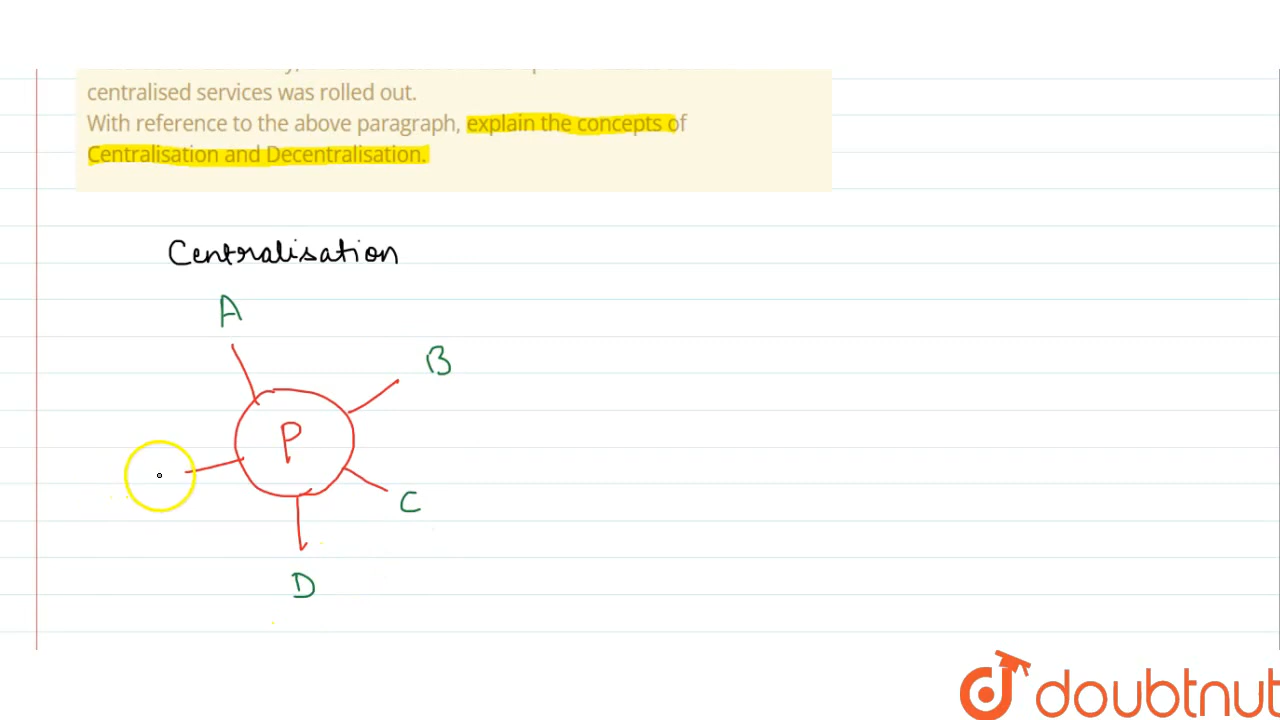 centralised services was rolled out.
With reference to the above paragraph, explain the concepts of
Centralisation and Decentralisation.
Centralisation
A
B
P
C
D
doubtnut